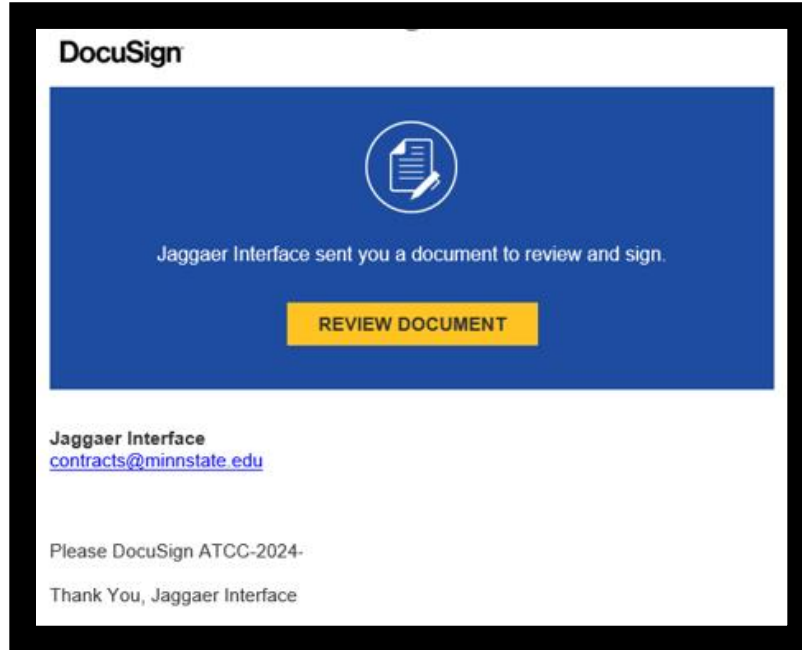 DocuSign
Jaggaer Interface sent you a document to review and sign.
REVIEW DOCUMENT
Jaggaer Interface
contracts@minnstate.edu
Please DocuSign ATCC-2024-
Thank You, Jaggaer Interface